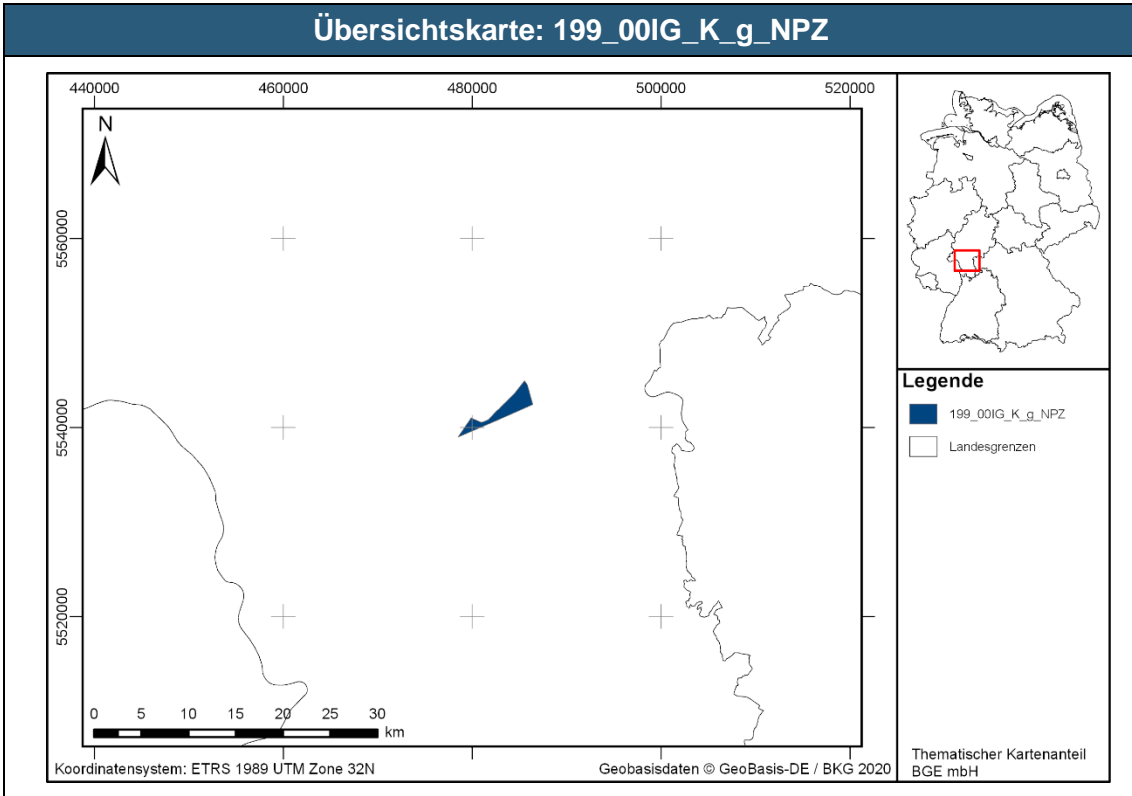 Übersichtskarte: 199_00IG_K_g_NPZ
440000 460000 480000 500000 520000
N
5560000
5540000
5520000
0 5 10 15 20 25 30
km
Koordinatensystem: ETRS 1989 UTM Zone 32N
Geobasisdaten © GeoBasis-DE / BKG 2020
Legende
199_00IG_K_g_NPZ
Landesgrenzen
Thematischer Kartenanteil
BGE mbH